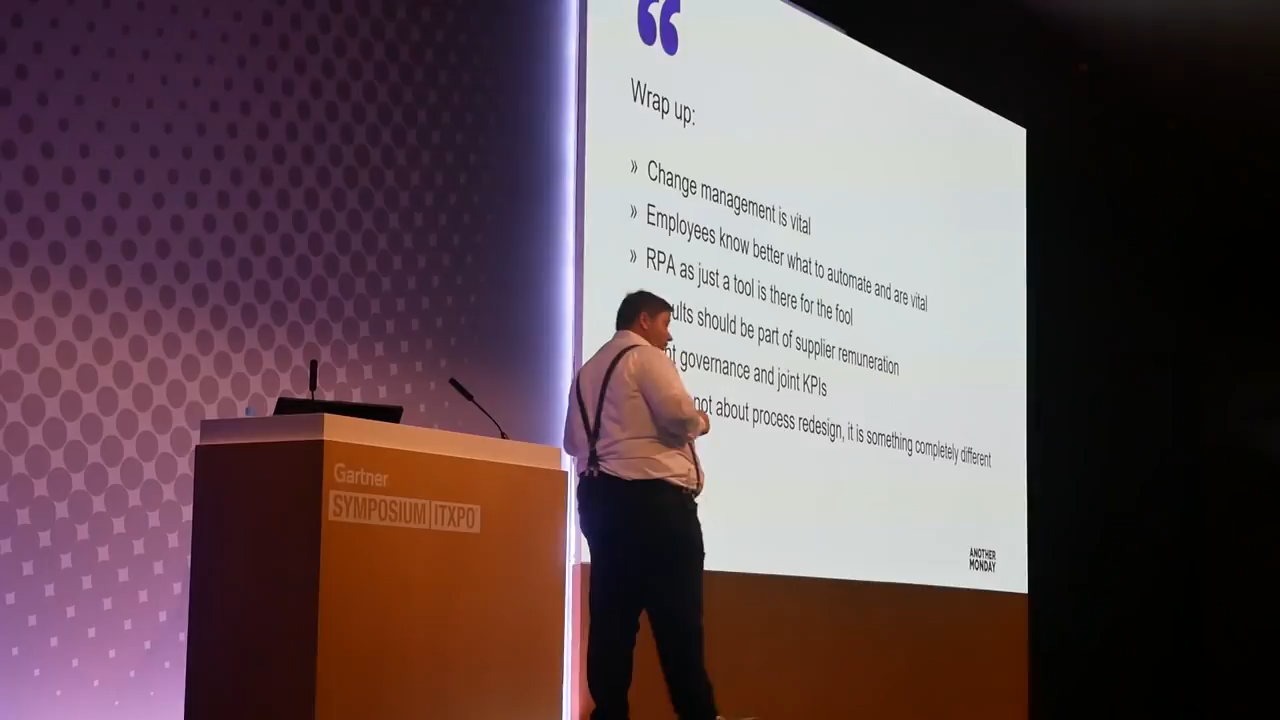 “
Wrap up:
» Change management is vital
» Employees know better what to automate and are vital
» RPA as just a tool is there for the fool
should be part of supplier remuneration
governance and joint KPIs
not about process redesign, it is something completely different
Gartner
SYMPOSIUM|ITXPO
ANOTHER
MONDAY